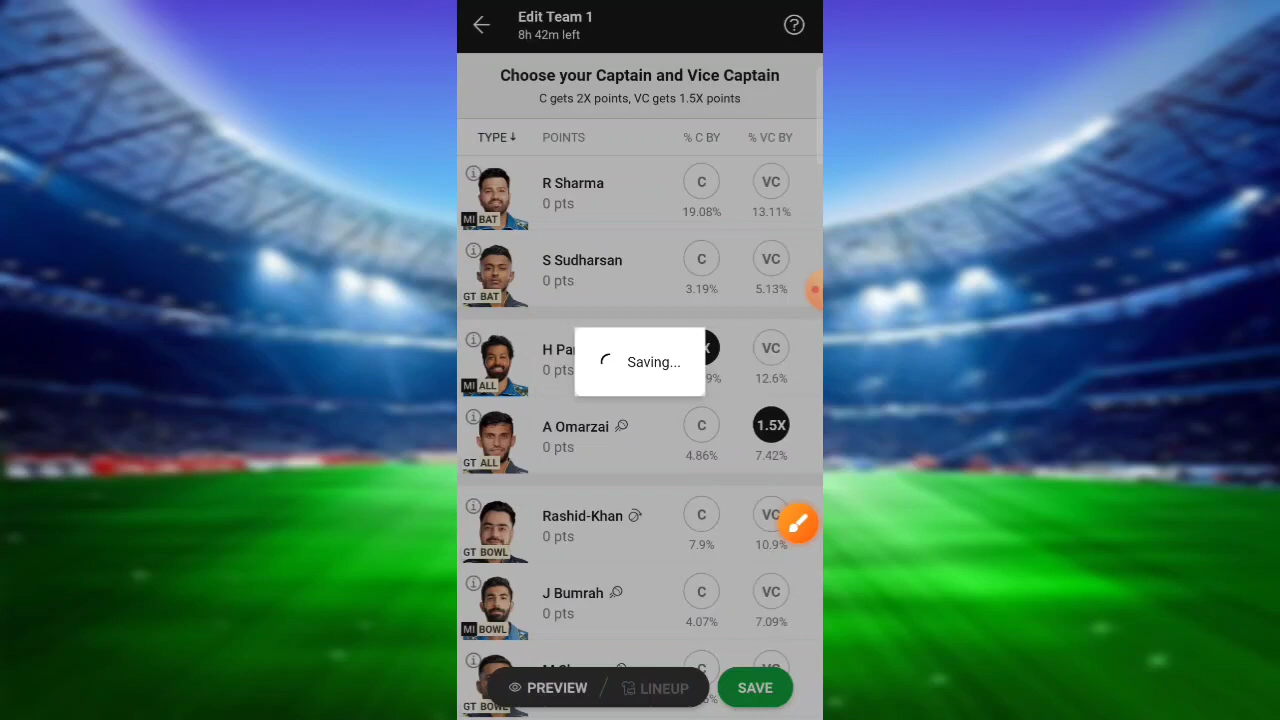 Edit Team 1
8h 42m left
Choose your Captain and Vice Captain
C gets 2X points, VC gets 1.5X points
TYPE POINTS % C BY % VC BY
R Sharma C VC
0 pts 19.08% 13.11%
MI BAT
S Sudharsan C VC
0 pts 3.19% 5.13%
GT BAT
H VC
0 pts 12.6%
MI ALL
Saving...
A Omarzai C 1.5X
0 pts 4.86% 7.42%
GT ALL
Rashid-Khan C VC
0 pts 7.9% 10.9%
GT BOWL
J Bumrah C VC
0 pts 4.07% 7.09%
MI BOWL
C VC
PREVIEW LINEUP SAVE
GT BOWL